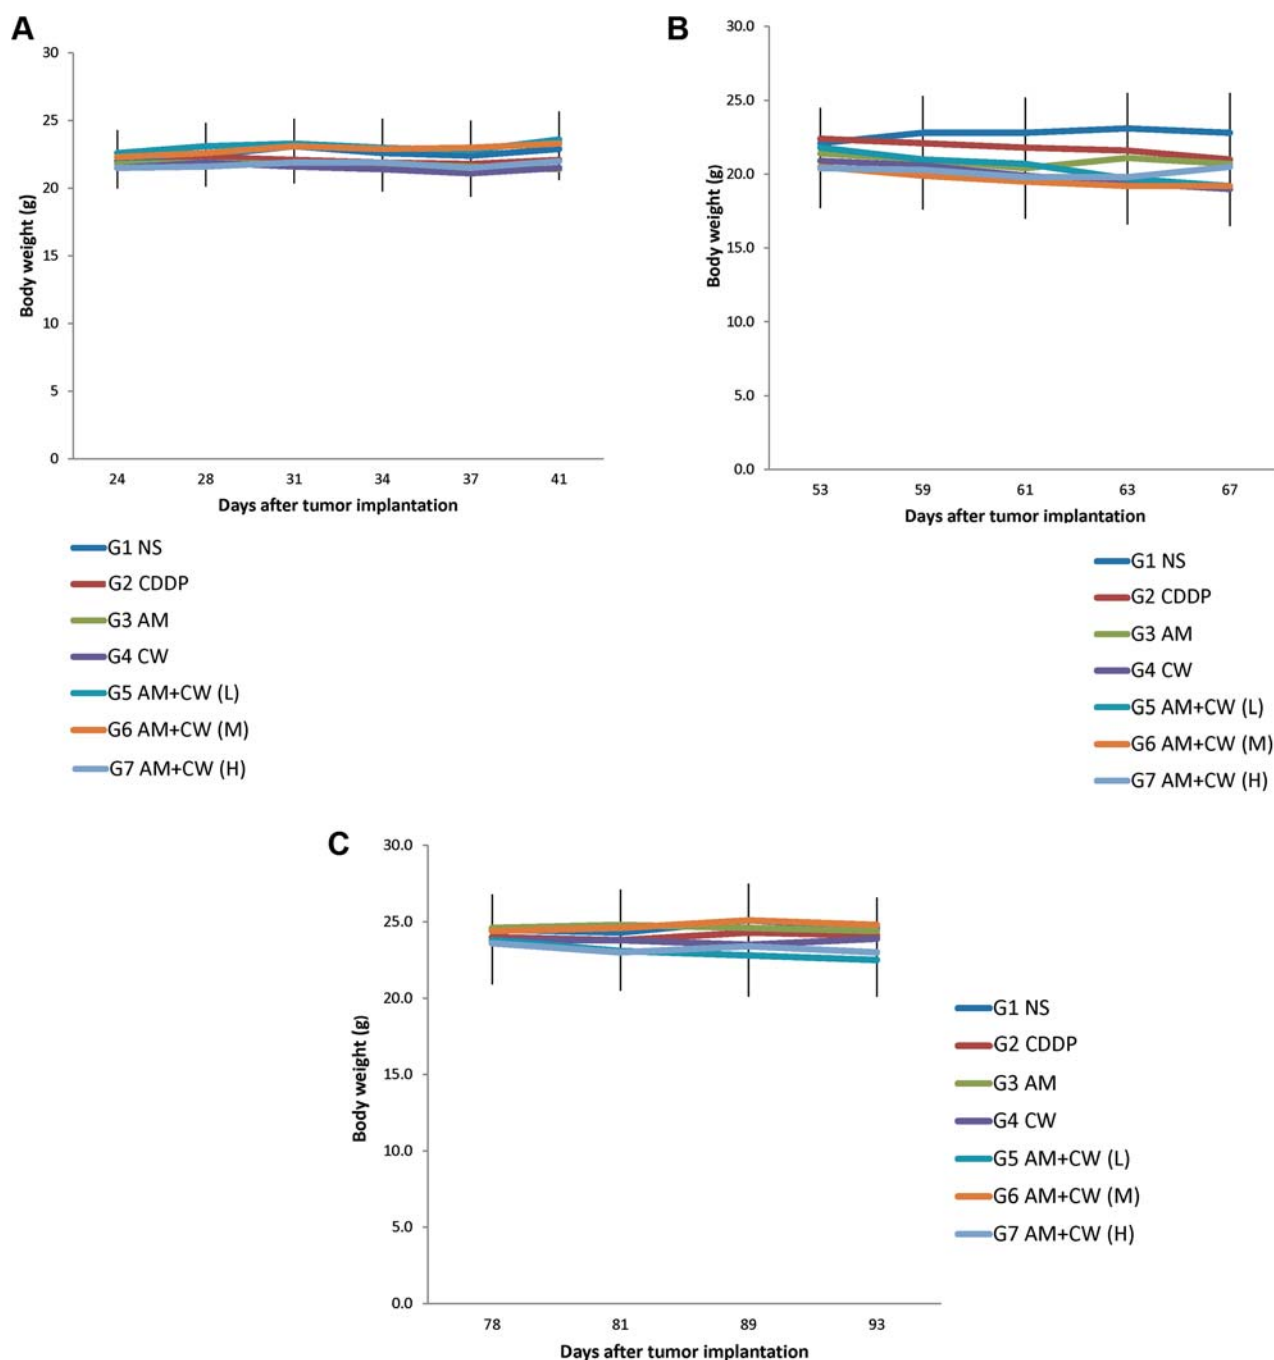 A
30
25
20
15
10
5
0
Body weight (g)
24 28 31 34 37 41
Days after tumor implantation
G1 NS
G2 CDDP
G3 AM
G4 CW
G5 AM+CW (L)
G6 AM+CW (M)
G7 AM+CW (H)
B
30.0
25.0
20.0
15.0
10.0
5.0
0.0
Body weight (g)
53 59 61 63 67
Days after tumor implantation
G1 NS
G2 CDDP
G3 AM
G4 CW
G5 AM+CW (L)
G6 AM+CW (M)
G7 AM+CW (H)
C
30.0
25.0
20.0
15.0
10.0
5.0
0.0
Body weight (g)
78 81 89 93
Days after tumor implantation
G1 NS
G2 CDDP
G3 AM
G4 CW
G5 AM+CW (L)
G6 AM+CW (M)
G7 AM+CW (H)